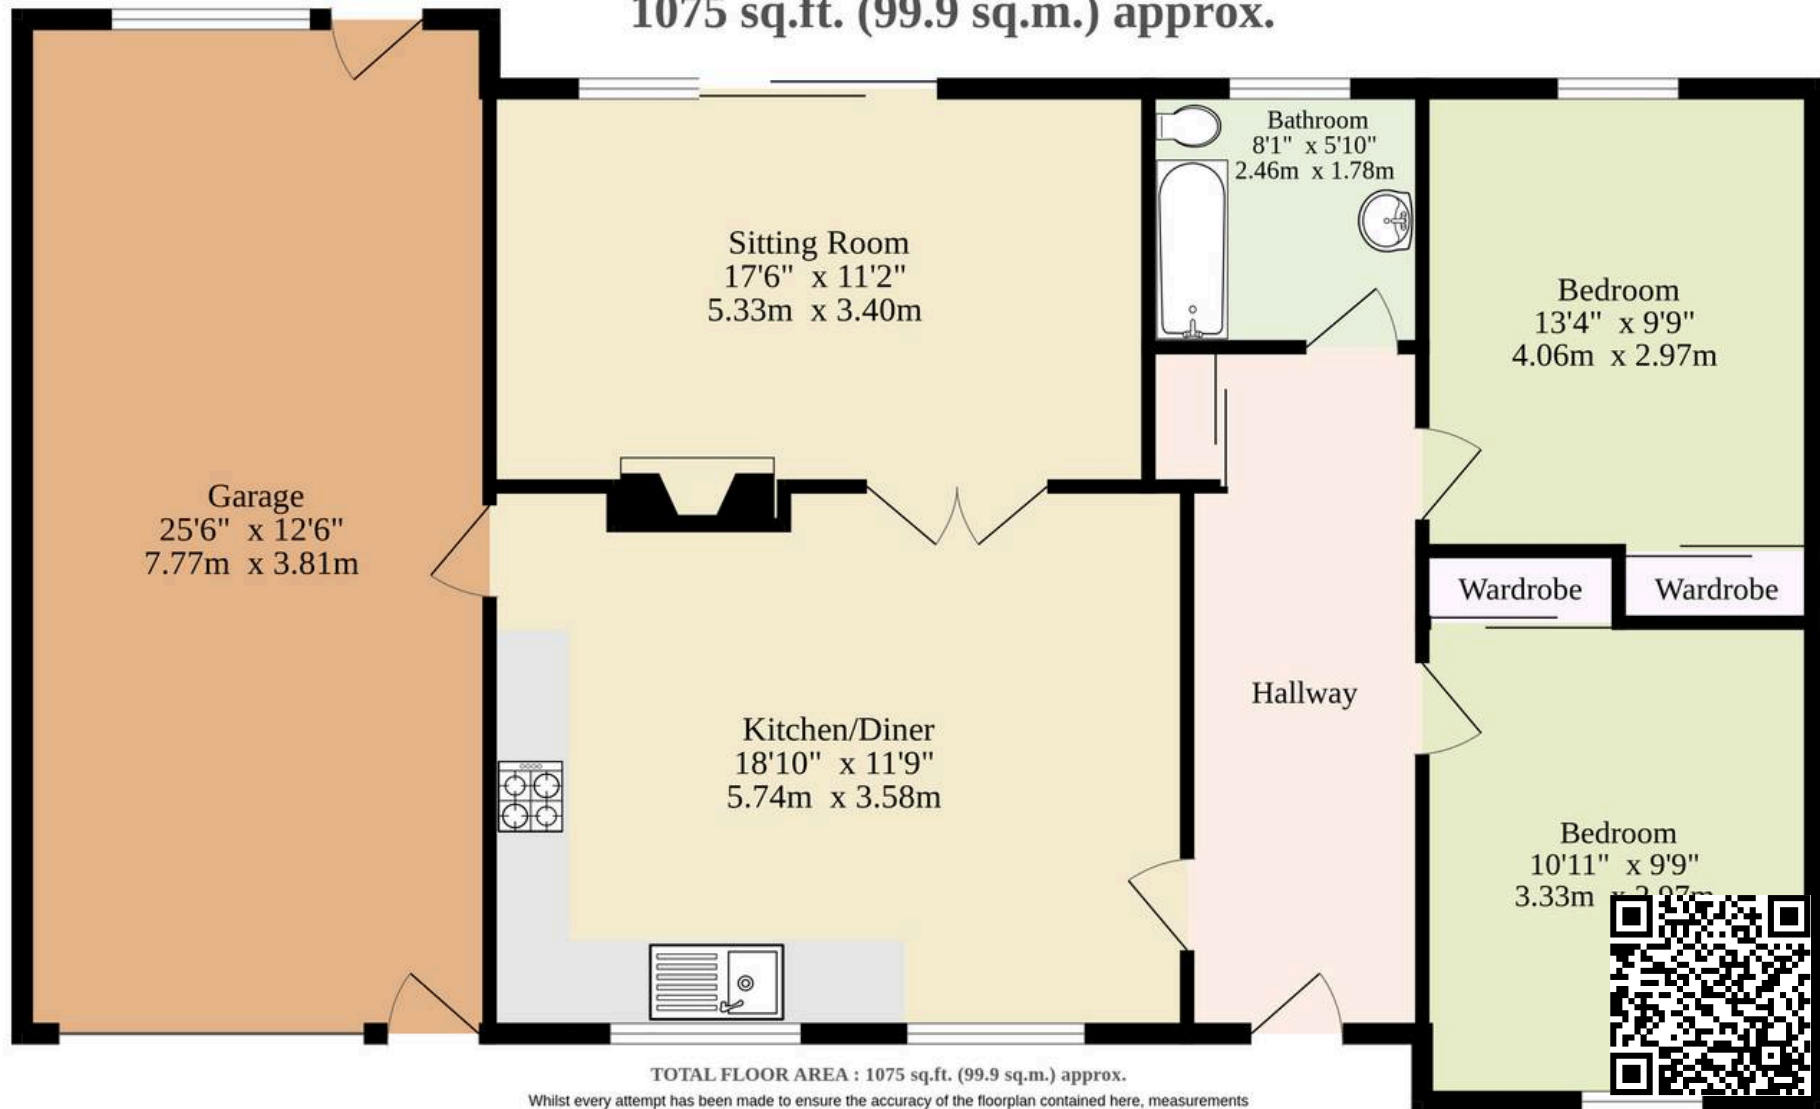 1075 sq.ft. (99.9 sq.m.) approx.
Bathroom
8'1" x 5'10"
2.46m x 1.78m
Sitting Room
17'6" x 11'2"
5.33m x 3.40m
Bedroom
13'4" x 9'9"
4.06m x 2.97m
Garage
25'6" x 12'6"
7.77m x 3.81m
Wardrobe
Wardrobe
Hallway
Kitchen/Diner
18'10" x 11'9"
5.74m x 3.58m
Bedroom
10'11" x 9'9"
3.33m x 2.97m
TOTAL FLOOR AREA : 1075 sq.ft. (99.9 sq.m.) approx.
Whilst every attempt has been made to ensure the accuracy of the floorplan contained here, measurements